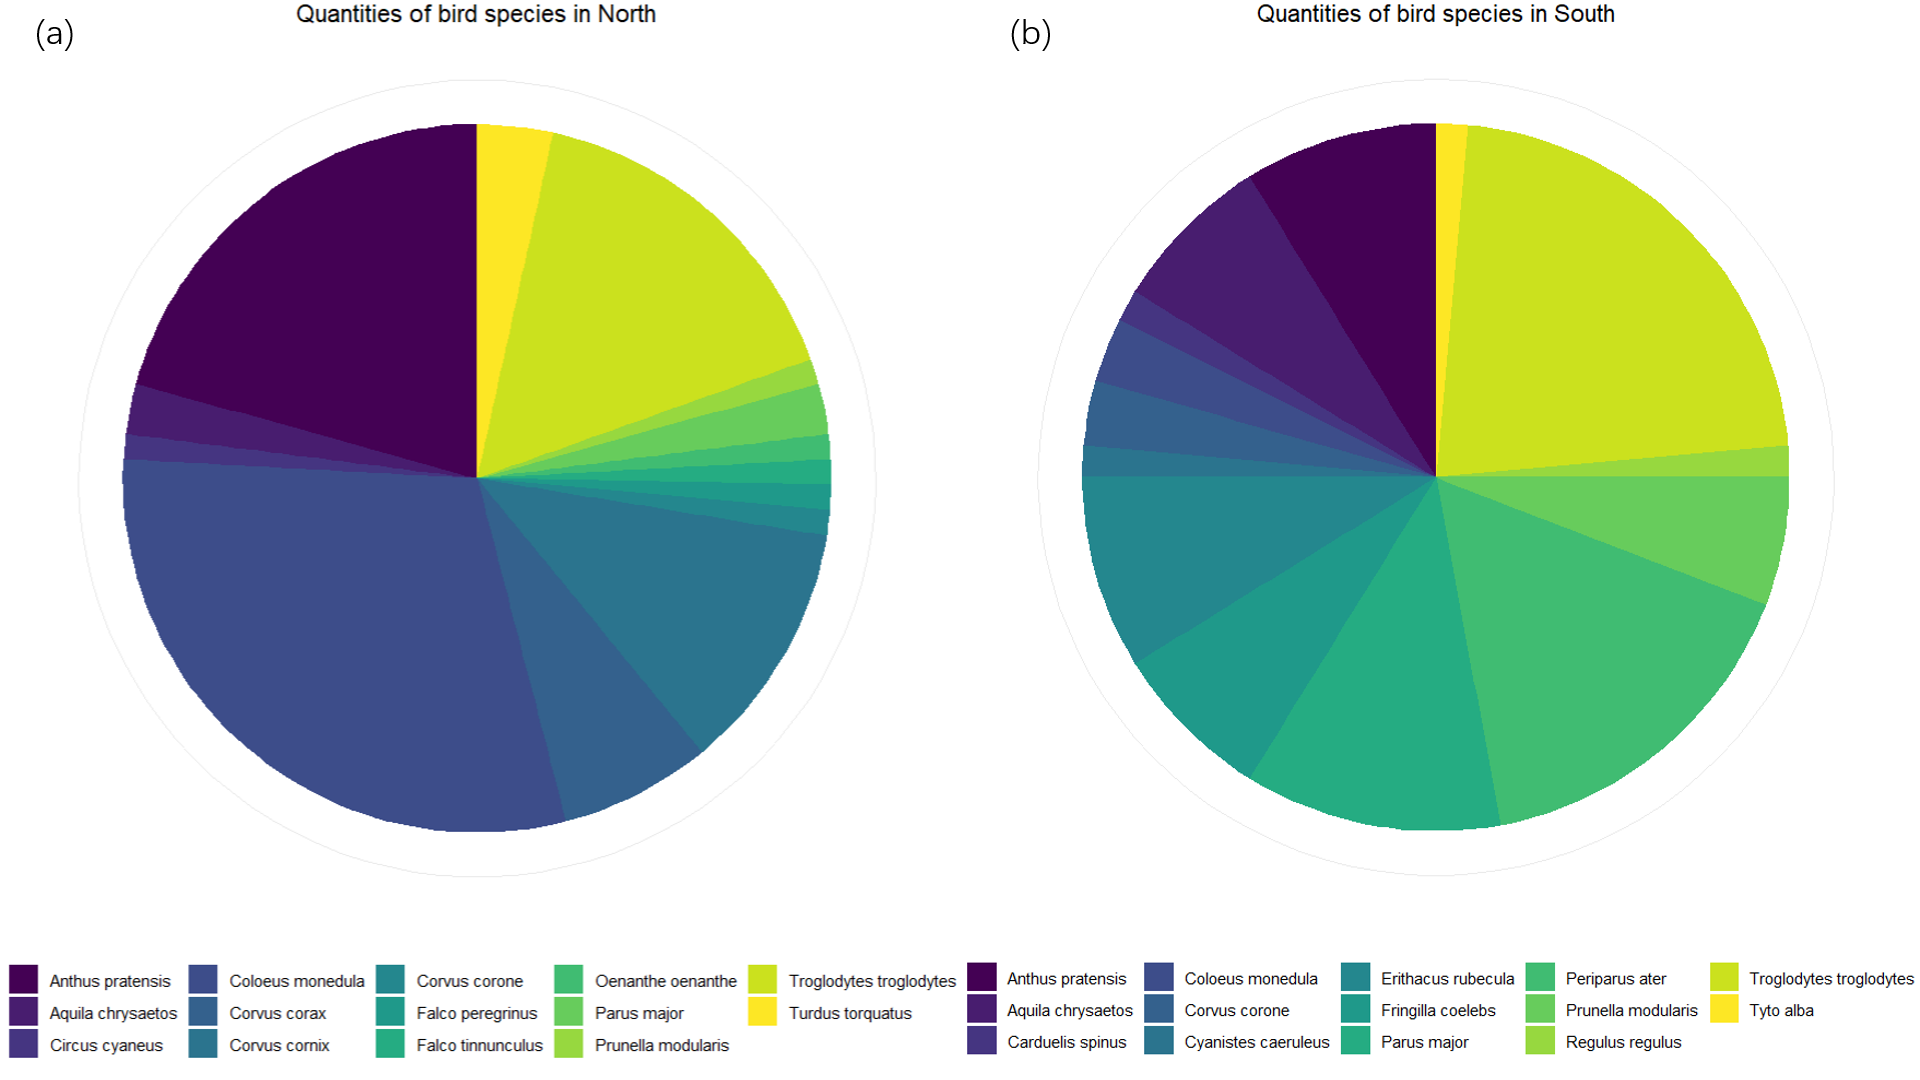 Quantities of bird species in North
(a)
Quantities of bird species in South
(b)
Anthus pratensis
Aquila chrysaetos
Circus cyaneus
Coloeus monedula
Corvus corax
Corvus cornix
Corvus corone
Falco peregrinus
Falco tinnunculus
Oenanthe oenanthe
Parus major
Prunella modularis
Troglodytes troglodytes
Turdus torquatus
Anthus pratensis
Aquila chrysaetos
Carduelis spinus
Coloeus monedula
Corvus corone
Cyanistes caeruleus
Erithacus rubecula
Fringilla coelebs
Parus major
Periparus ater
Prunella modularis
Regulus regulus
Troglodytes troglodytes
Tyto alba